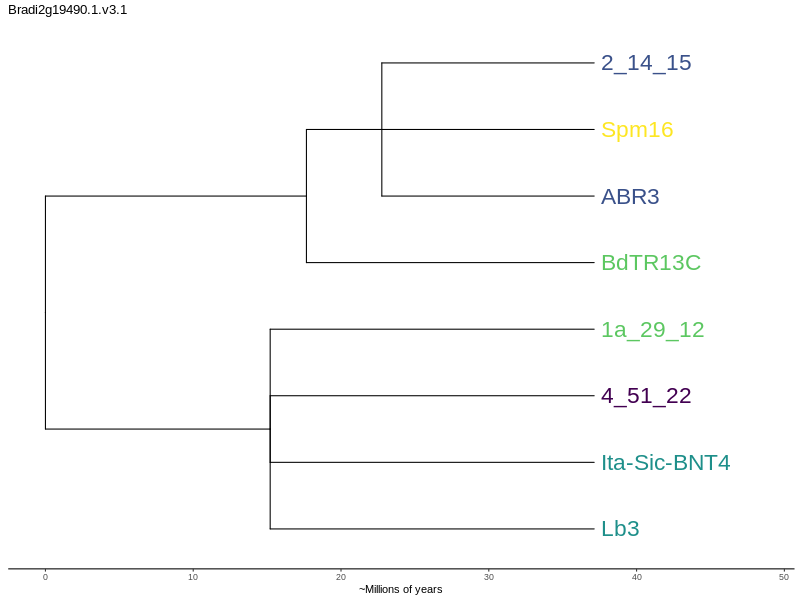 Bradi2g19490.1.v3.1
2_14_15
Spm16
ABR3
BdTR13C
1a_29_12
4_51_22
Ita-Sic-BNT4
Lb3
0 10 20 30 40 50
~Millions of years